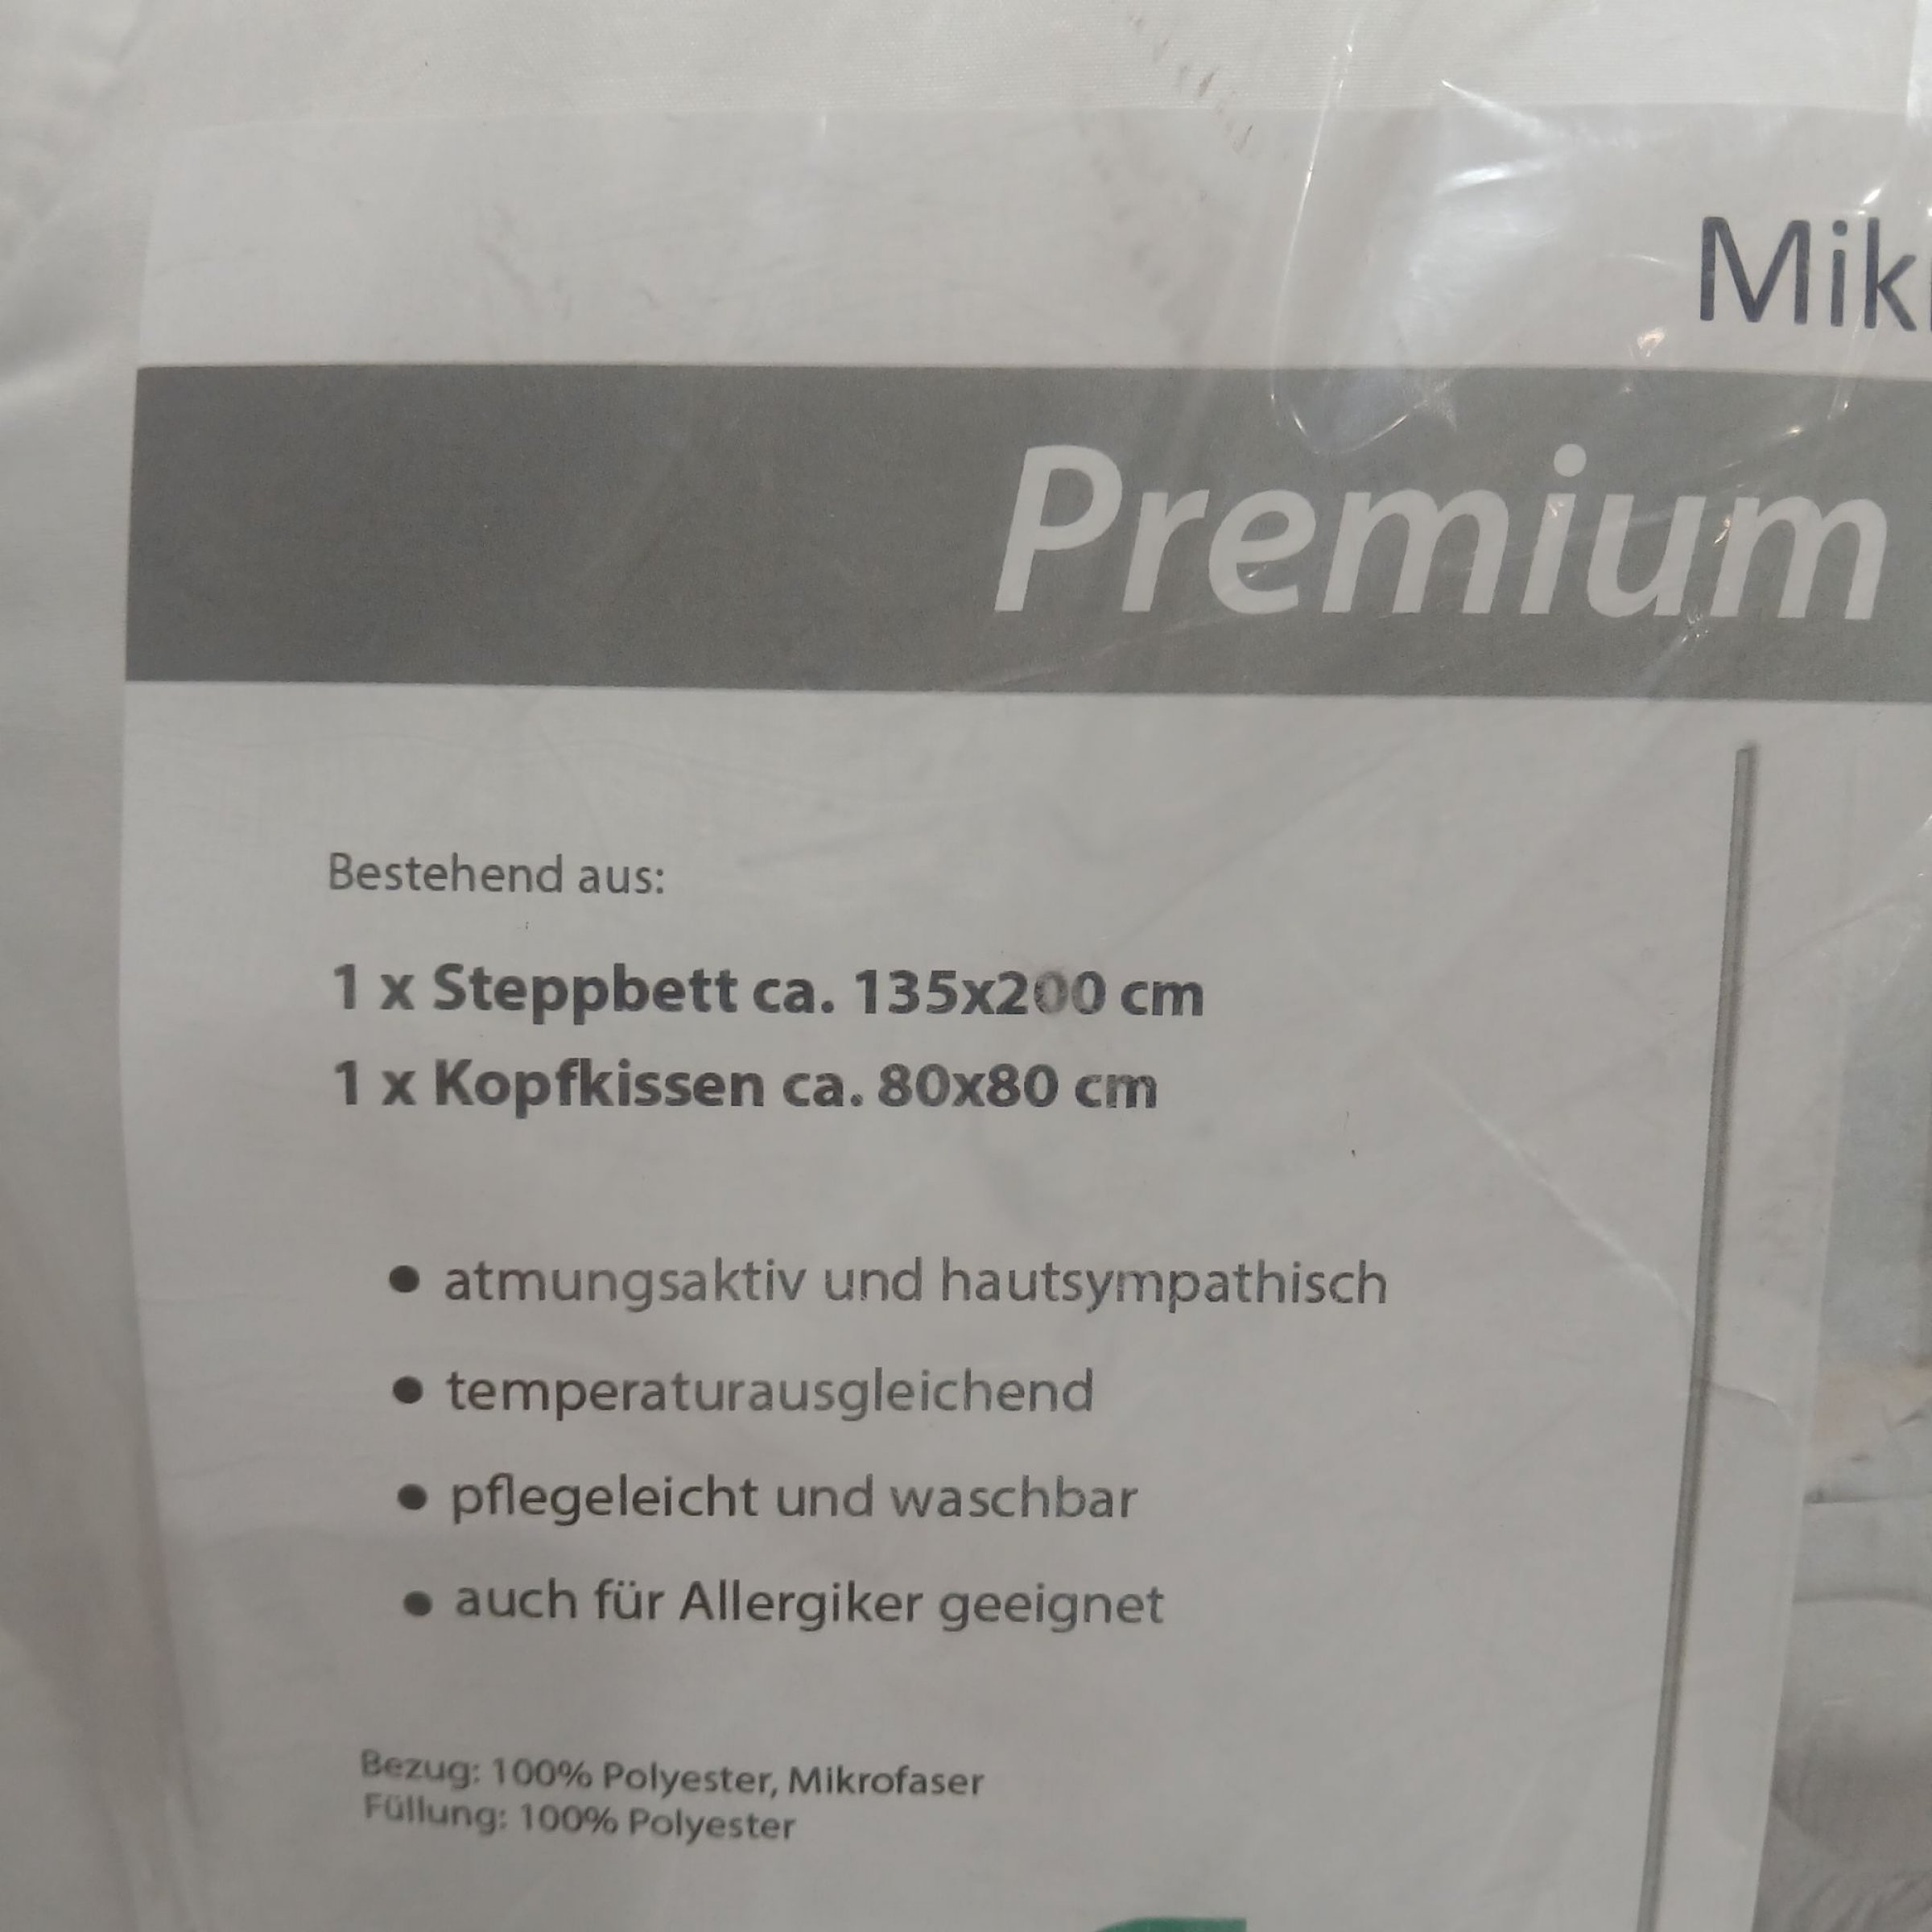 Mik
Premium
Bestehend aus:
1 x Steppbett ca. 135x200 cm
1 x Kopfkissen ca. 80x80 cm
● atmungsaktiv und hautsympathisch
● temperaturausgleichend
● pflegeleicht und waschbar
● auch für Allergiker geeignet
Bezug: 100% Polyester, Mikrofaser
Füllung: 100% Polyester